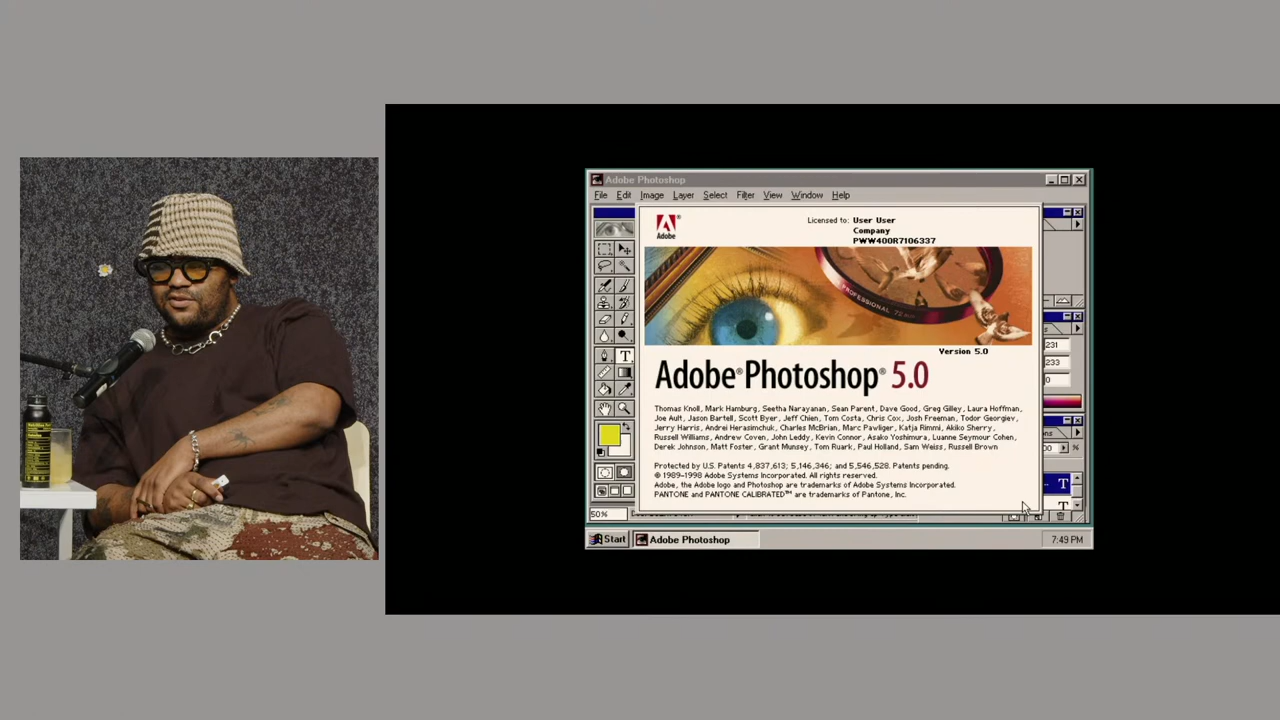 Adobe Photoshop
File Edit Image Layer Select Filter View Window Help
Adobe
Licensed to: User User
Company
PWW400R7106337
PROFESSIONAL 72 mm
Version 5.0
Adobe® Photoshop® 5.0
Thomas Knoll, Mark Hamburg, Seetha Narayanan, Sean Parent, Dave Good, Greg Gilley, Laura Hoffman,
Joe Ault, Jason Bartell, Scott Byer, Jeff Chien, Tom Costa, Chris Cox, Josh Freeman, Todor Georgiev,
Jerry Harris, Andrei Herasimchuk, Charles McBrian, Marc Pawliger, Katja Rimmi, Akiko Sherry,
Russell Williams, Andrew Coven, John Leddy, Kevin Connor, Asako Yoshimura, Luanne Seymour Cohen,
Derek Johnson, Matt Foster, Grant Munsey, Tom Ruark, Paul Holland, Sam Weiss, Russell Brown
Protected by U.S. Patents 4,837,613; 5,146,346; and 5,546,528. Patents pending.
© 1989-1998 Adobe Systems Incorporated. All rights reserved.
Adobe, the Adobe logo and Photoshop are trademarks of Adobe Systems Incorporated.
PANTONE and PANTONE CALIBRATED™ are trademarks of Pantone, Inc.
231
233
0
%
T
T
50%
Start Adobe Photoshop 7:49 PM